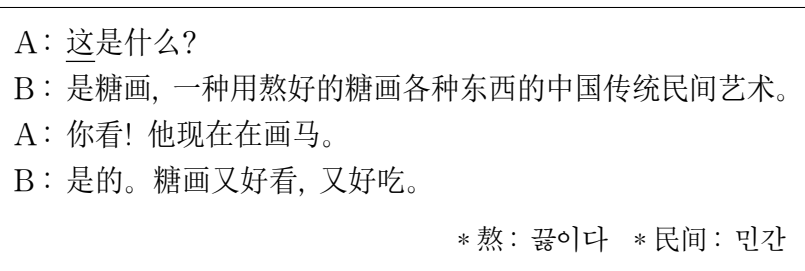 A: 这是什么?
B: 是糖画, 一种用熬好的糖画各种东西的中国传统民间艺术。
A: 你看! 他现在在画马。
B: 是的。糖画又好看, 又好吃。
* 熬: 끓이다 * 民间: 민간